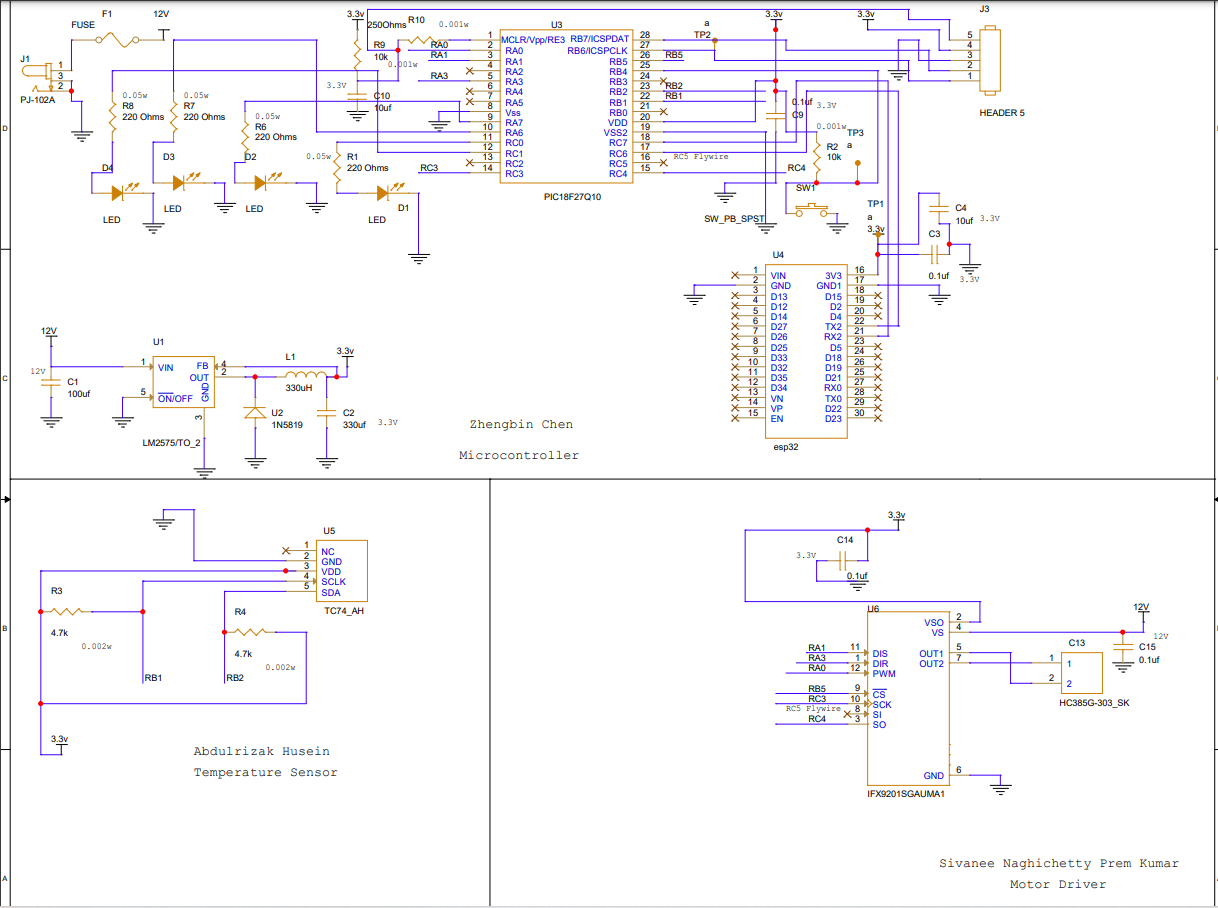 F1
FUSE
12V
J1
1
3
2
PJ-102A
0.05w
R8
220 Ohms
0.05w
R7
220 Ohms
0.05w
R6
220 Ohms
0.05w
R1
220 Ohms
D4
LED
D3
LED
D2
LED
D1
LED
3.3v
250Ohms
R10
0.001w
R9
10k
0.001w
3.3V
C10
10uf
RA0
RA1
RA3
RC3
U3
1 MCLR/Vpp/RE3
2 RA0
3 RA1
4 RA2
5 RA3
6 RA4
7 RA5
8 Vss
9 RA7
10 RA6
11 RC0
12 RC1
13 RC2
14 RC3
RB7/ICSPDAT 28
RB6/ICSPCLK 27
RB5 26
RB4 25
RB3 24
RB2 23
RB1 22
RB0 21
VDD 20
VSS2 19
RC7 18
RC6 17
RC5 16
RC4 15
PIC18F27Q10
RB5
RB2
RB1
RC5 Flywire
RC4
a
TP2
3.3v
3.3v
0.1uf
3.3V
C9
0.001w
R2
10k
TP3
a
SW1
SW_PB_SPST
J3
5
4
3
2
1
HEADER 5
TP1
a
3.3v
C4
10uf
3.3V
C3
0.1uf
3.3V
U4
1 VIN
2 GND
3 D13
4 D12
5 D14
6 D27
7 D26
8 D25
9 D33
10 D32
11 D35
12 D34
13 VN
14 VP
15 EN
3V3 16
GND1 17
D15 18
D2 19
D4 20
TX2 22
RX2 21
D5 23
D18 24
D19 26
D21 25
RX0 27
TX0 28
D22 29
D23 30
esp32
12V
12V
C1
100uf
U1
1 VIN
5 ON/OFF
FB 4
OUT 2
GND
3
LM2575/TO_2
L1
330uH
3.3v
U2
1N5819
C2
330uf
3.3V
Zhengbin Chen
Microcontroller
D
C
B
A
U5
1 NC
2 GND
3 VDD
4 SCLK
5 SDA
TC74_AH
R3
4.7k
0.002w
R4
4.7k
0.002w
RB1
RB2
3.3v
Abdulrizak Husein
Temperature Sensor
3.3v
C14
3.3V
0.1uf
U6
VSO 2
VS 4
OUT1 5
OUT2 7
GND 6
RA1 11 DIS
RA3 1 DIR
RA0 12 PWM
RB5 9 CS
RC3 10 SCK
RC5 Flywire 8 SI
RC4 3 SO
IFX9201SGAUMA1
12V
12V
C15
0.1uf
C13
1 1
2 2
HC385G-303_SK
Sivanee Naghichetty Prem Kumar
Motor Driver